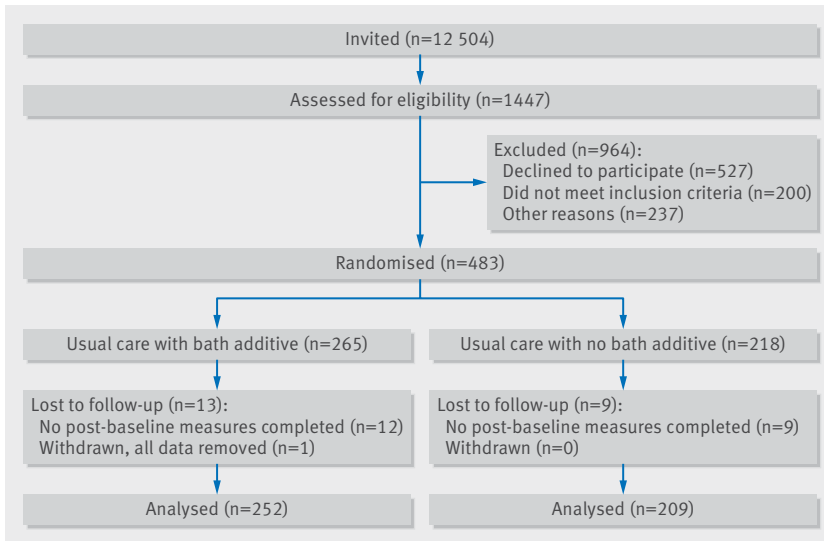 Invited (n=12 504)
Assessed for eligibility (n=1447)
Excluded (n=964):
Declined to participate (n=527)
Did not meet inclusion criteria (n=200)
Other reasons (n=237)
Randomised (n=483)
Usual care with bath additive (n=265)
Usual care with no bath additive (n=218)
Lost to follow-up (n=13):
No post-baseline measures completed (n=12)
Withdrawn, all data removed (n=1)
Lost to follow-up (n=9):
No post-baseline measures completed (n=9)
Withdrawn (n=0)
Analysed (n=252)
Analysed (n=209)